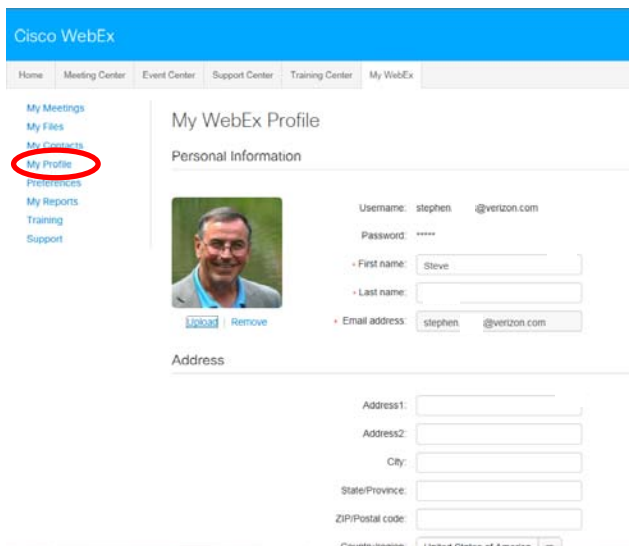 Cisco WebEx
Home Meeting Center Event Center Support Center Training Center My WebEx
My Meetings
My Files
My Contacts
My Profile
Preferences
My Reports
Training
Support
My WebEx Profile
Personal Information
Username: stephen @verizon.com
Password: *****
• First name: Steve
• Last name:
• Email address: stephen @verizon.com
Upload | Remove
Address
Address1:
Address2:
City:
State/Province:
ZIP/Postal code:
Country/region: United States of America